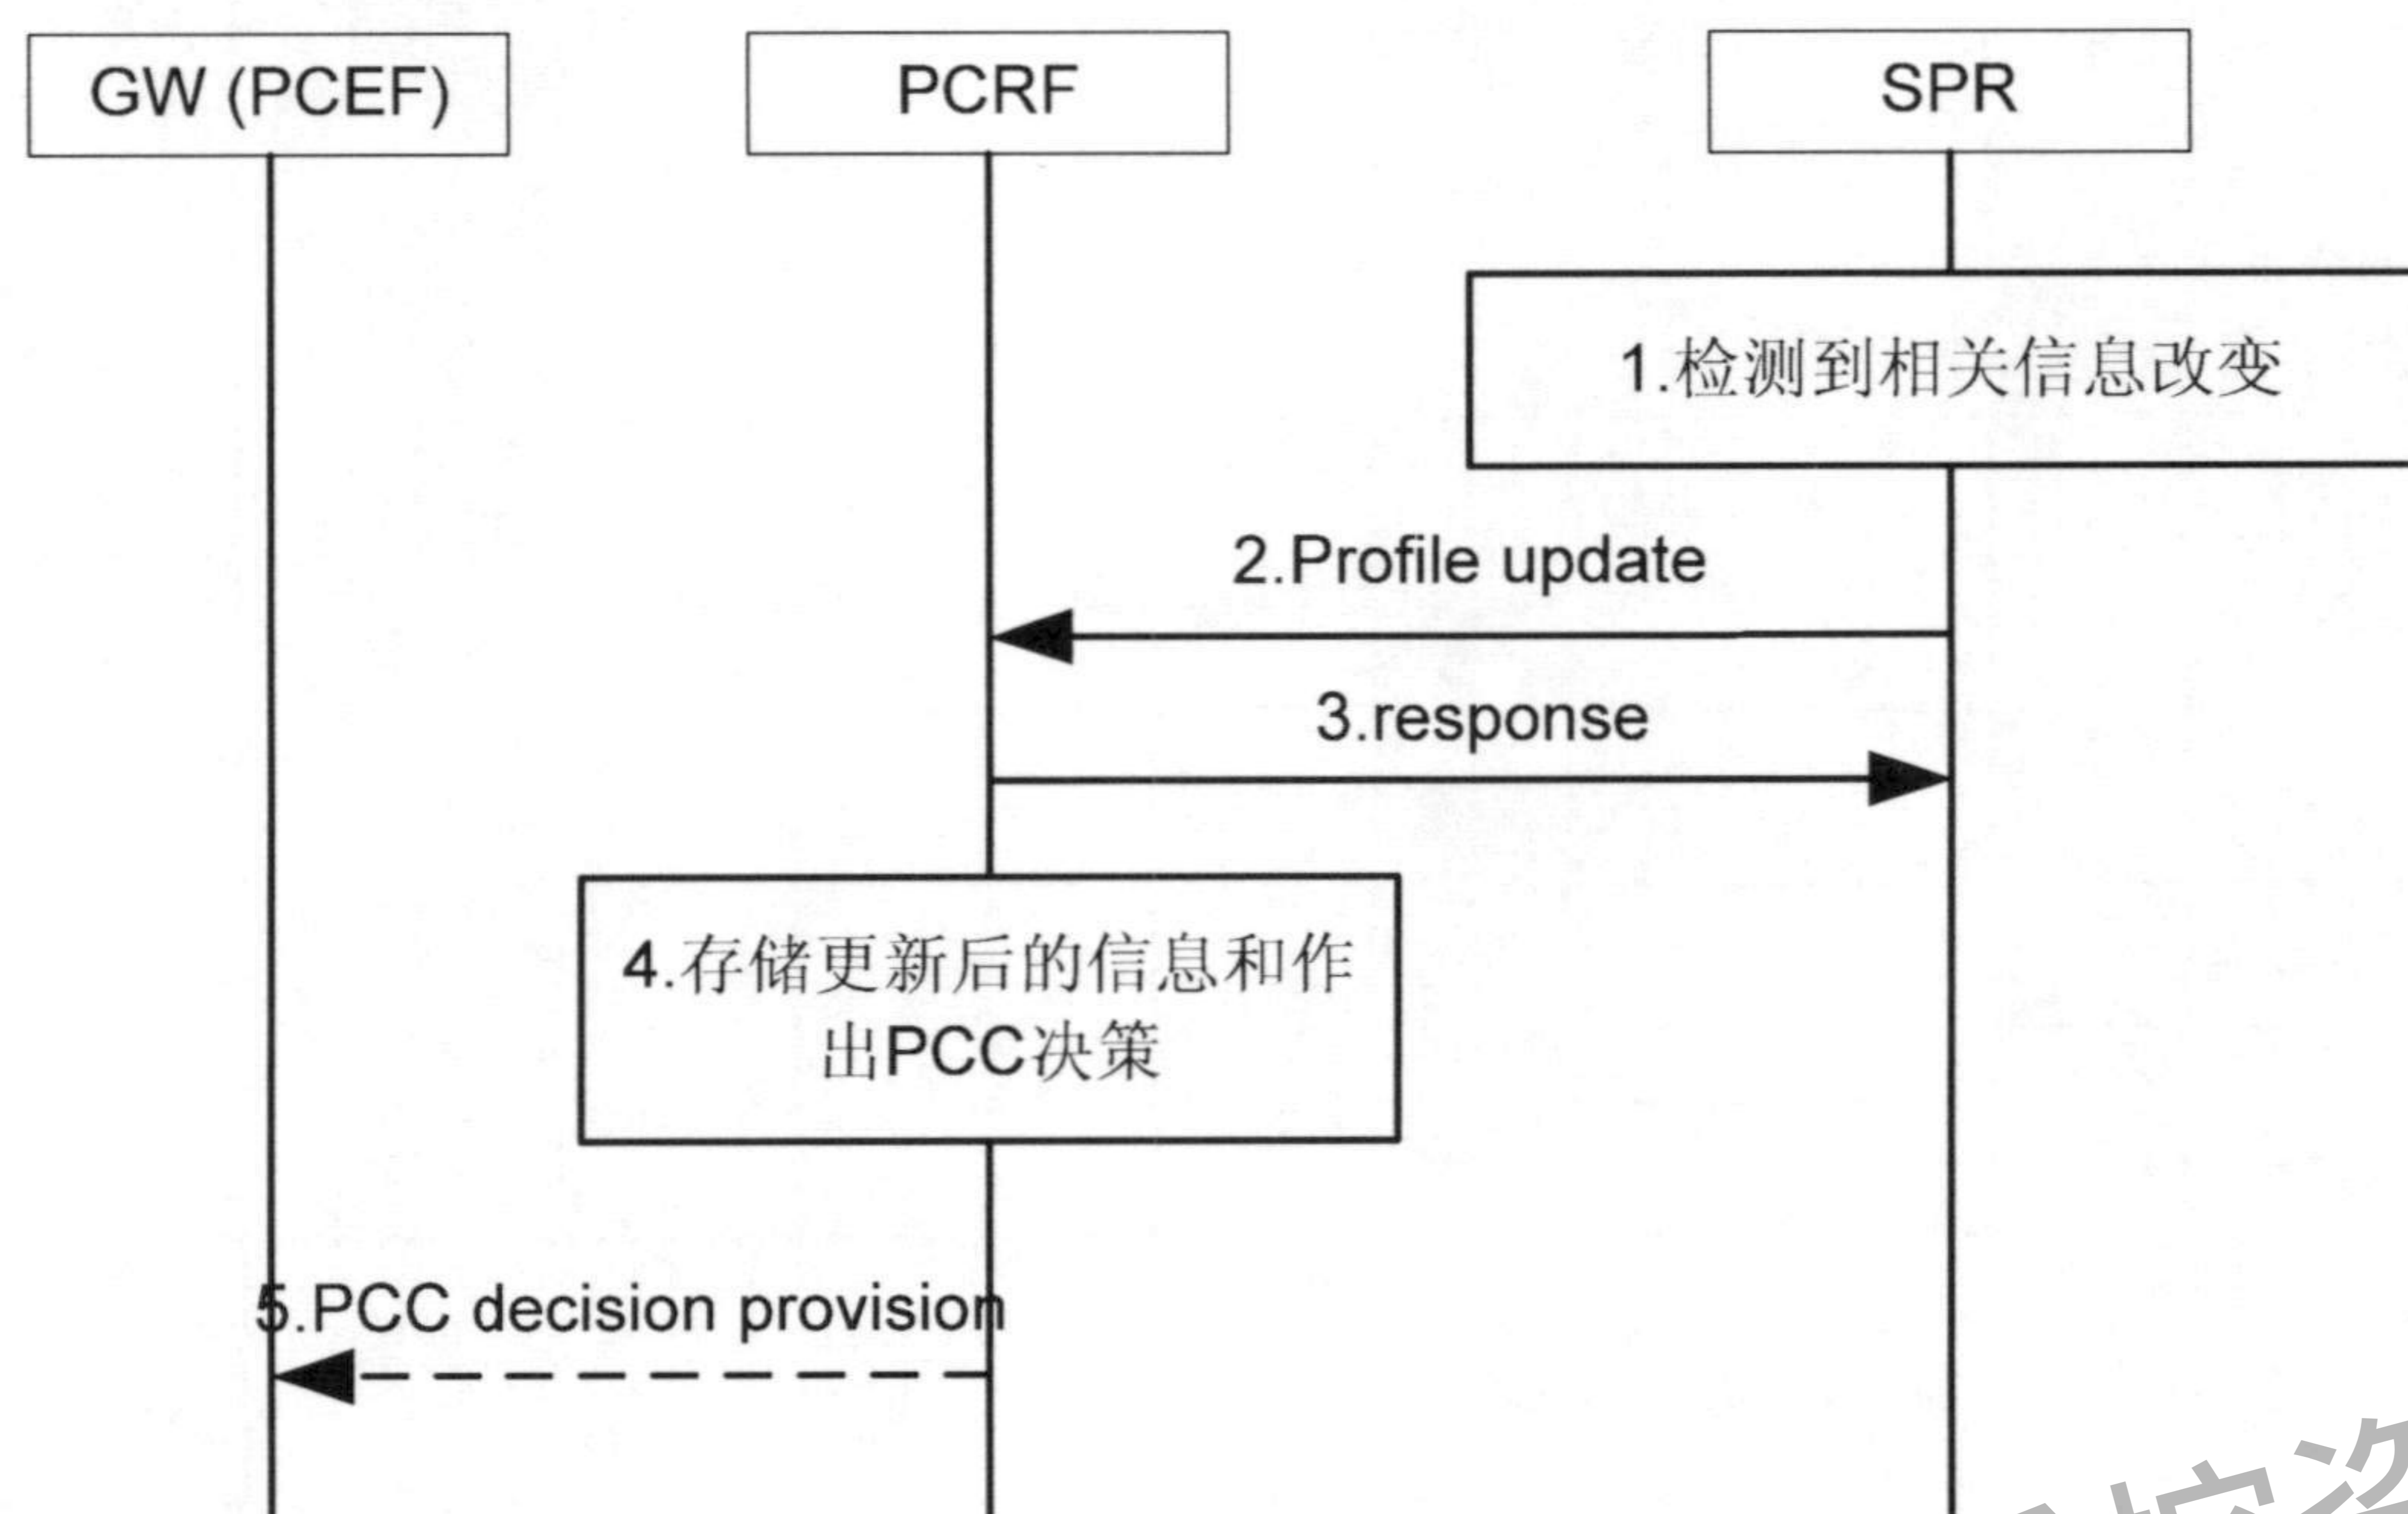 GW (PCEF)
PCRF
SPR
1.检测到相关信息改变
2.Profile update
3.response
4.存储更新后的信息和作
出PCC决策
5.PCC decision provision